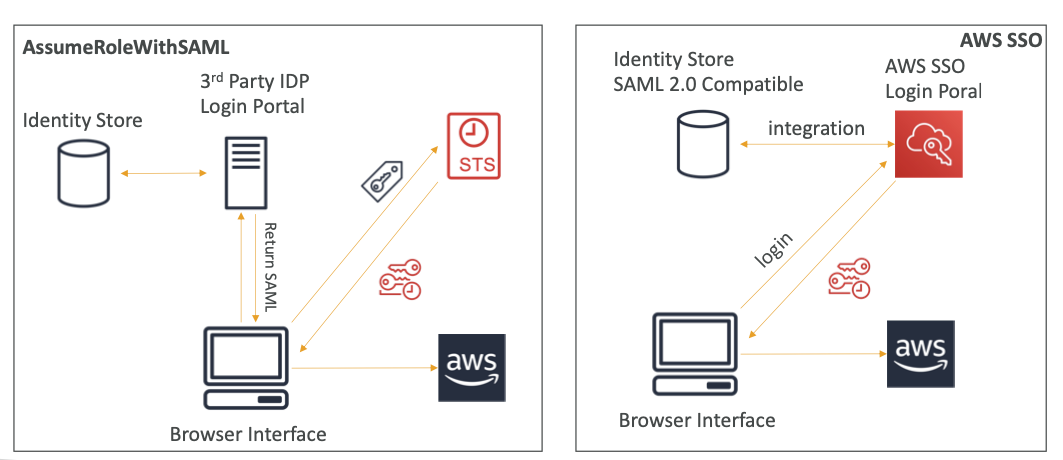 AssumeRoleWithSAML
3rd Party IDP
Login Portal
Identity Store
STS
Return SAML
aws
Browser Interface
AWS SSO
Identity Store
SAML 2.0 Compatible
AWS SSO
Login Poral
integration
login
aws
Browser Interface